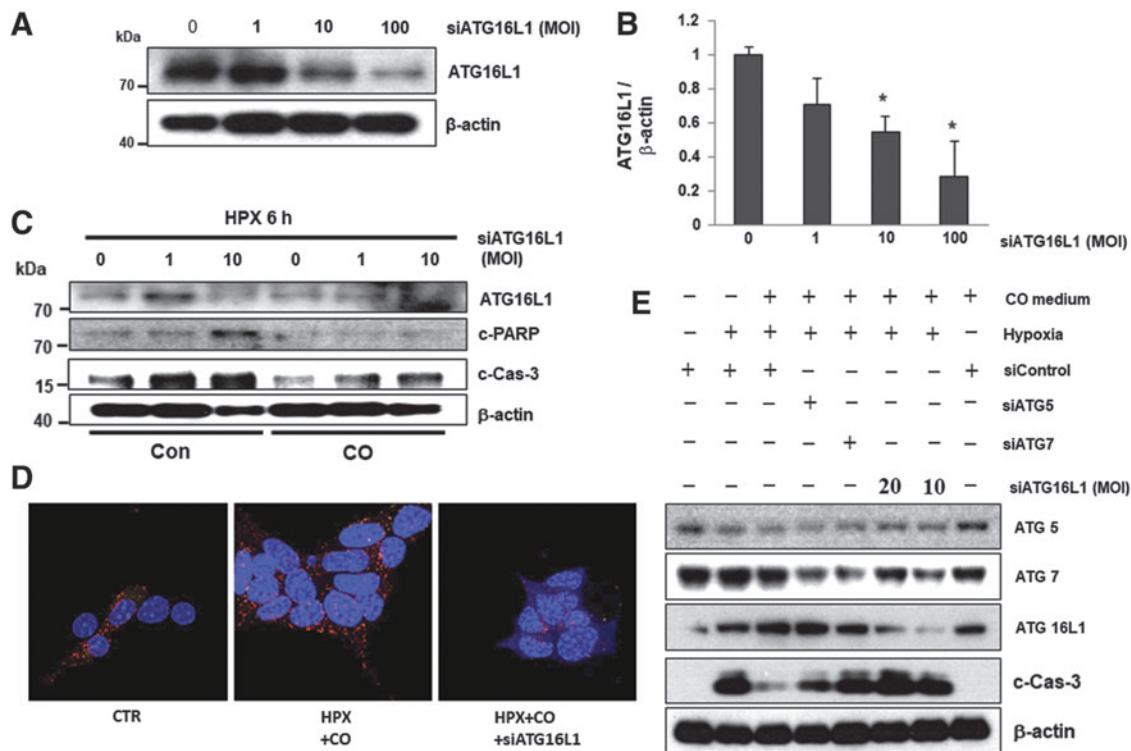 A
0 1 10 100 siATG16L1 (MOI)
kDa
70
ATG16L1
40
β-actin
B
ATG16L1/
β-actin
1.2
1
0.8
0.6
0.4
0.2
0
*
*
0 1 10 100 siATG16L1 (MOI)
C
HPX 6 h
siATG16L1
(MOI)
0 1 10 0 1 10
kDa
70
ATG16L1
70
c-PARP
15
c-Cas-3
40
β-actin
Con CO
D
CTR
HPX
+CO
HPX+CO
+siATG16L1
E
− − + + + + + + CO medium
− + + + + + + − Hypoxia
+ + + − − − − + siControl
− − − + − − − − siATG5
− − − − + − − − siATG7
− − − − − 20 10 − siATG16L1 (MOI)
ATG 5
ATG 7
ATG 16L1
c-Cas-3
β-actin